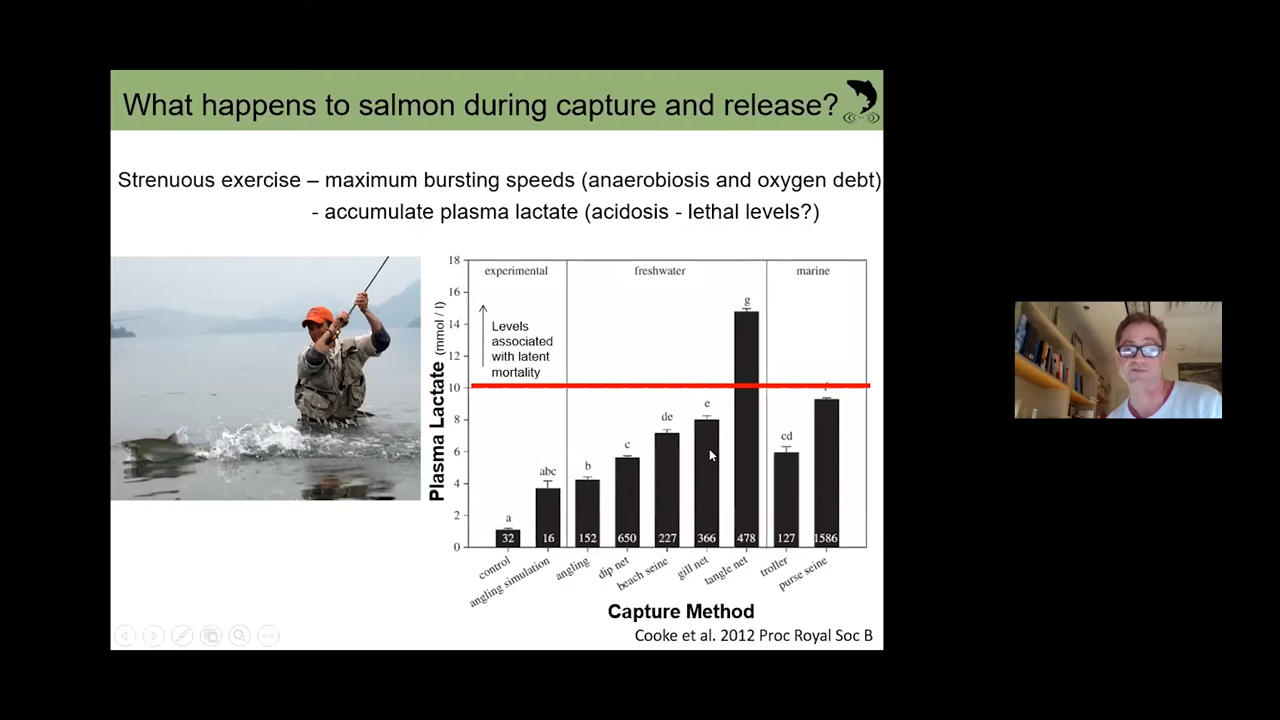 What happens to salmon during capture and release?
Strenuous exercise – maximum bursting speeds (anaerobiosis and oxygen debt)
- accumulate plasma lactate (acidosis - lethal levels?)
Plasma Lactate (mmol / l)
18
16
14
12
10
8
6
4
2
0
experimental
freshwater
marine
Levels
associated
with latent
mortality
a
abc
b
c
de
e
g
cd
32
16
152
650
227
366
478
127
1586
control
angling simulation
angling
dip net
beach seine
gill net
tangle net
troller
purse seine
Capture Method
Cooke et al. 2012 Proc Royal Soc B